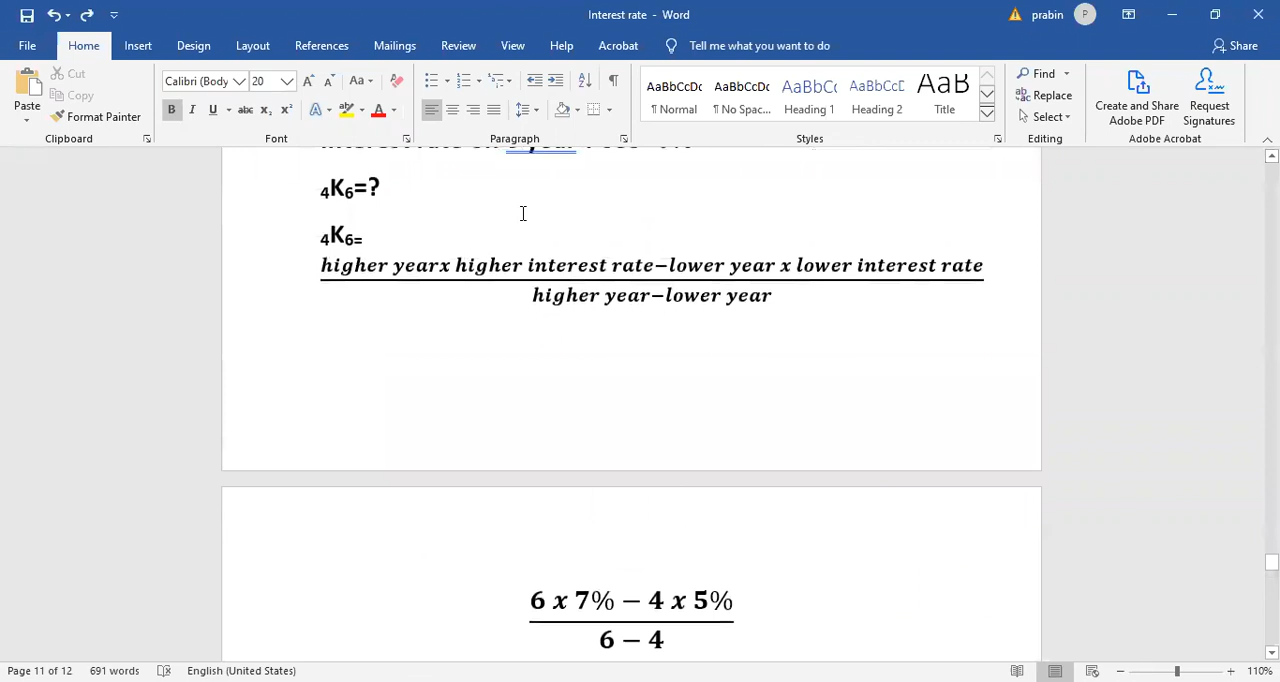 Interest rate - Word
prabin P
File Home Insert Design Layout References Mailings Review View Help Acrobat Tell me what you want to do Share
Paste
Cut
Copy
Format Painter
Clipboard
Calibri (Body 20
Font
Paragraph
AaBbCcDc AaBbCcDc AaBbCcD AaBbCcD AaB
¶ Normal ¶ No Spac... Heading 1 Heading 2 Title
Styles
Find
Replace
Select
Editing
Create and Share Adobe PDF
Request Signatures
Adobe Acrobat
₄K₆=?
₄K₆=
higher yearx higher interest rate−lower year x lower interest rate
higher year−lower year
6 x 7% − 4 x 5%
6 − 4
Page 11 of 12 691 words English (United States) 110%